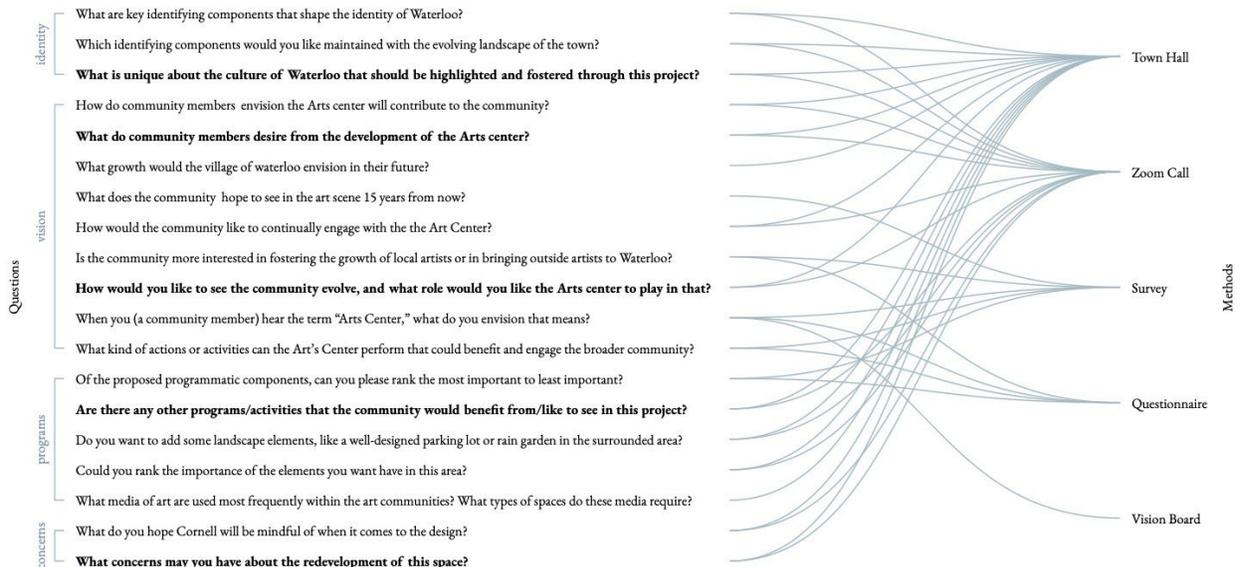 Questions
identity
What are key identifying components that shape the identity of Waterloo?
Which identifying components would you like maintained with the evolving landscape of the town?
What is unique about the culture of Waterloo that should be highlighted and fostered through this project?
vision
How do community members envision the Arts center will contribute to the community?
What do community members desire from the development of the Arts center?
What growth would the village of waterloo envision in their future?
What does the community hope to see in the art scene 15 years from now?
How would the community like to continually engage with the the Art Center?
Is the community more interested in fostering the growth of local artists or in bringing outside artists to Waterloo?
How would you like to see the community evolve, and what role would you like the Arts center to play in that?
When you (a community member) hear the term “Arts Center,” what do you envision that means?
What kind of actions or activities can the Art’s Center perform that could benefit and engage the broader community?
programs
Of the proposed programmatic components, can you please rank the most important to least important?
Are there any other programs/activities that the community would benefit from/like to see in this project?
Do you want to add some landscape elements, like a well-designed parking lot or rain garden in the surrounded area?
Could you rank the importance of the elements you want have in this area?
What media of art are used most frequently within the art communities? What types of spaces do these media require?
concerns
What do you hope Cornell will be mindful of when it comes to the design?
What concerns may you have about the redevelopment of this space?
Town Hall
Zoom Call
Survey
Questionnaire
Vision Board
Methods